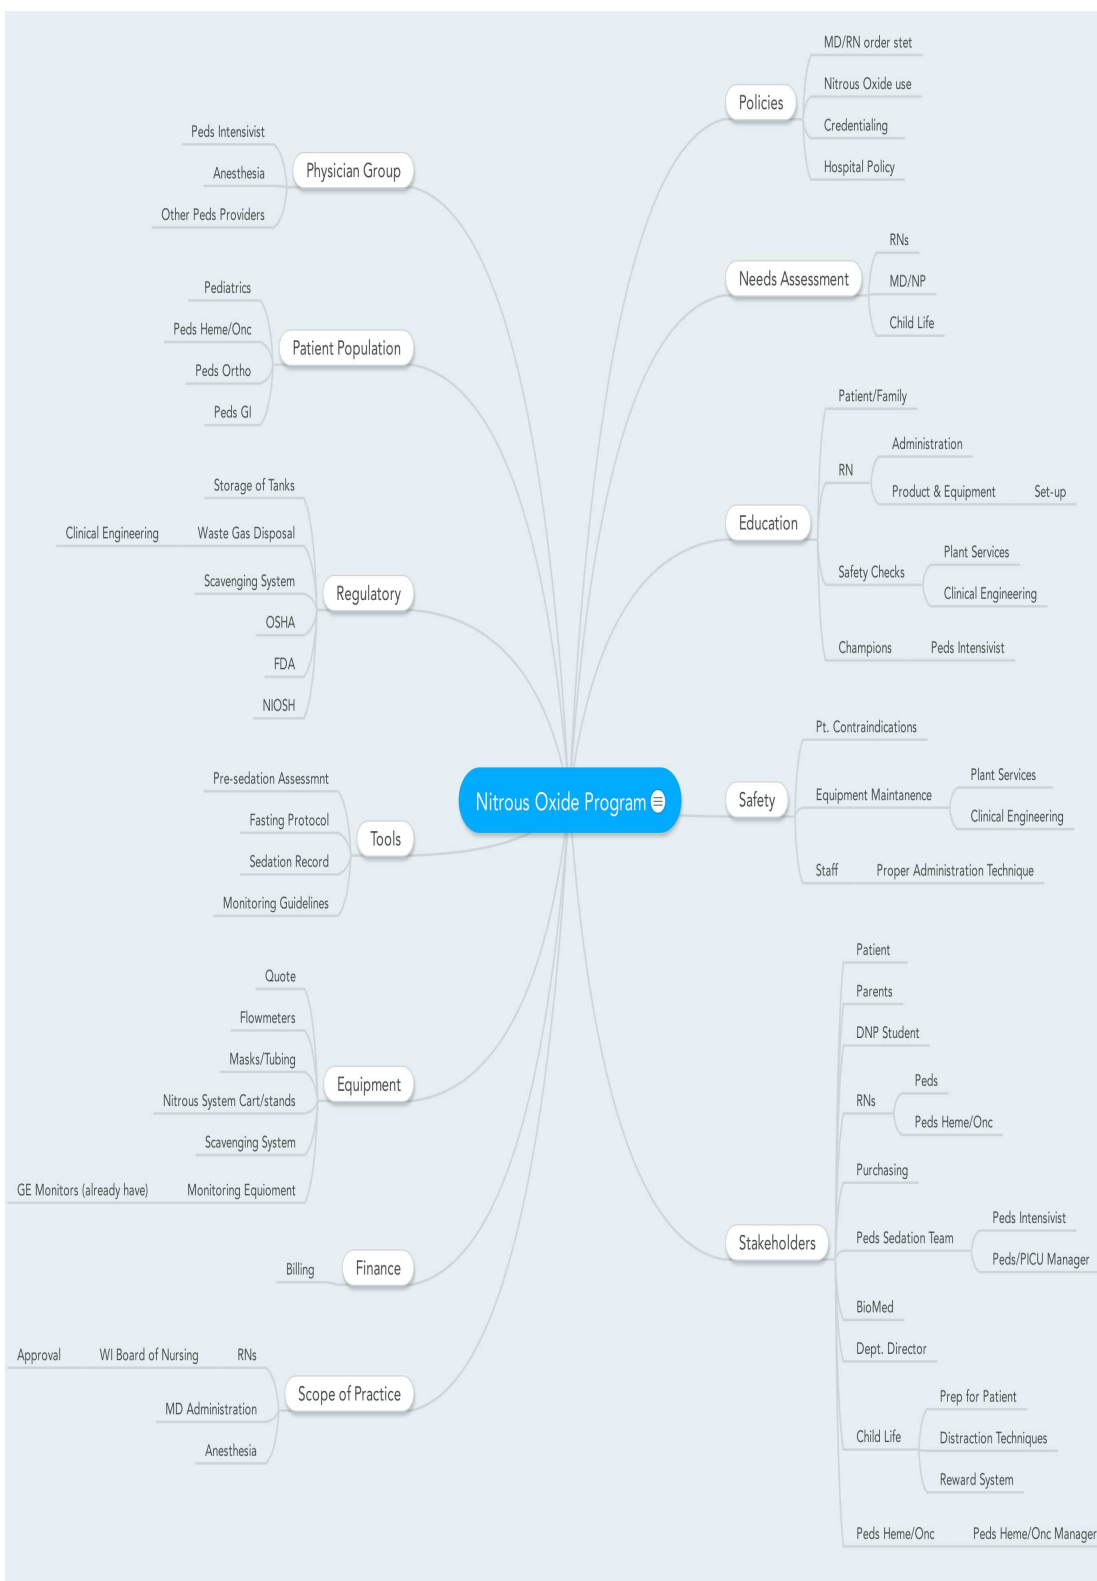 Nitrous Oxide Program
Physician Group
Peds Intensivist
Anesthesia
Other Peds Providers
Patient Population
Pediatrics
Peds Heme/Onc
Peds Ortho
Peds GI
Regulatory
Storage of Tanks
Waste Gas Disposal
Clinical Engineering
Scavenging System
OSHA
FDA
NIOSH
Tools
Pre-sedation Assessmnt
Fasting Protocol
Sedation Record
Monitoring Guidelines
Equipment
Quote
Flowmeters
Masks/Tubing
Nitrous System Cart/stands
Scavenging System
Monitoring Equioment
GE Monitors (already have)
Finance
Billing
Scope of Practice
RNs
WI Board of Nursing
Approval
MD Administration
Anesthesia
Policies
MD/RN order stet
Nitrous Oxide use
Credentialing
Hospital Policy
Needs Assessment
RNs
MD/NP
Child Life
Education
Patient/Family
RN
Administration
Product & Equipment
Set-up
Safety Checks
Plant Services
Clinical Engineering
Champions
Peds Intensivist
Safety
Pt. Contraindications
Equipment Maintanence
Plant Services
Clinical Engineering
Staff
Proper Administration Technique
Stakeholders
Patient
Parents
DNP Student
RNs
Peds
Peds Heme/Onc
Purchasing
Peds Sedation Team
Peds Intensivist
Peds/PICU Manager
BioMed
Dept. Director
Child Life
Prep for Patient
Distraction Techniques
Reward System
Peds Heme/Onc
Peds Heme/Onc Manager